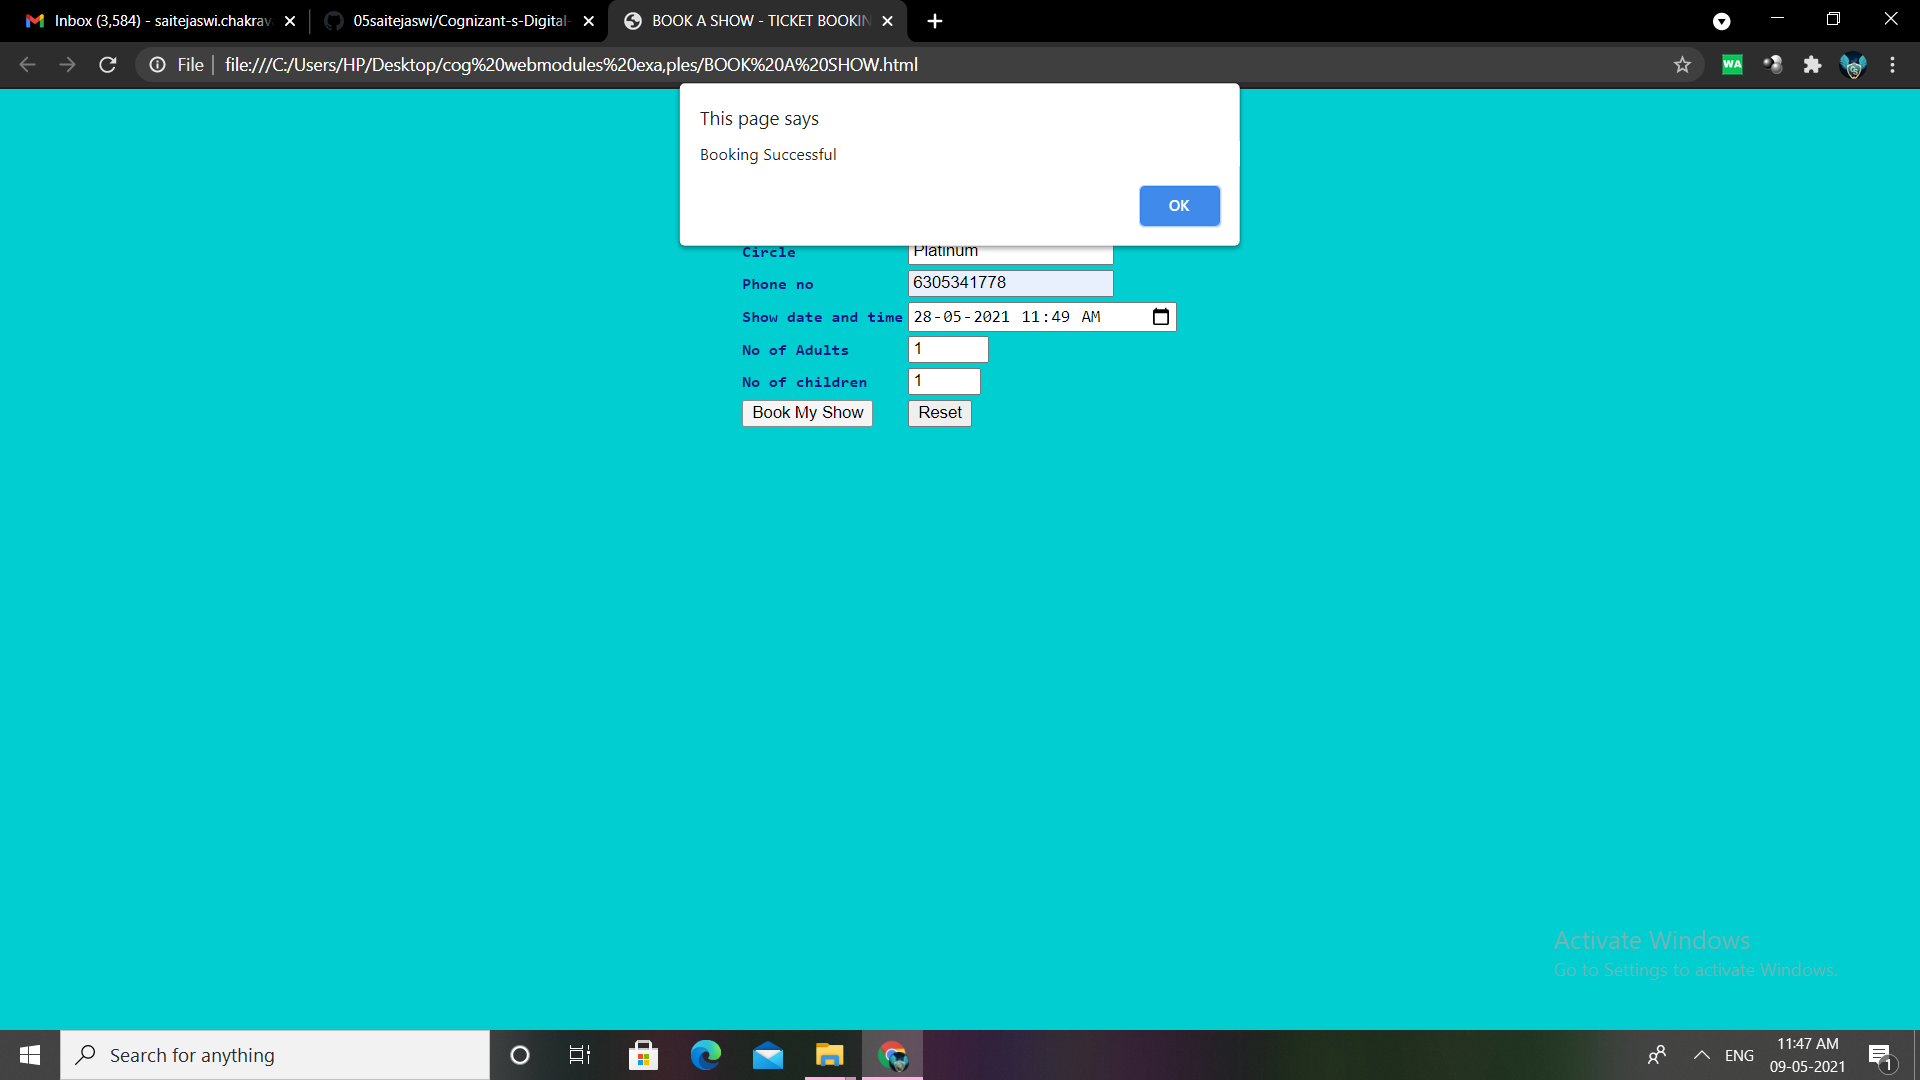 Inbox (3,584) - saitejaswi.chakrav
05saitejaswi/Cognizant-s-Digital-
BOOK A SHOW - TICKET BOOKIN
File
file:///C:/Users/HP/Desktop/cog%20webmodules%20exa,ples/BOOK%20A%20SHOW.html
WA
This page says
Booking Successful
OK
Circle Platinum
Phone no 6305341778
Show date and time 28-05-2021 11:49 AM
No of Adults 1
No of children 1
Book My Show Reset
Activate Windows
Go to Settings to activate Windows.
Search for anything
ENG
11:47 AM
09-05-2021
1